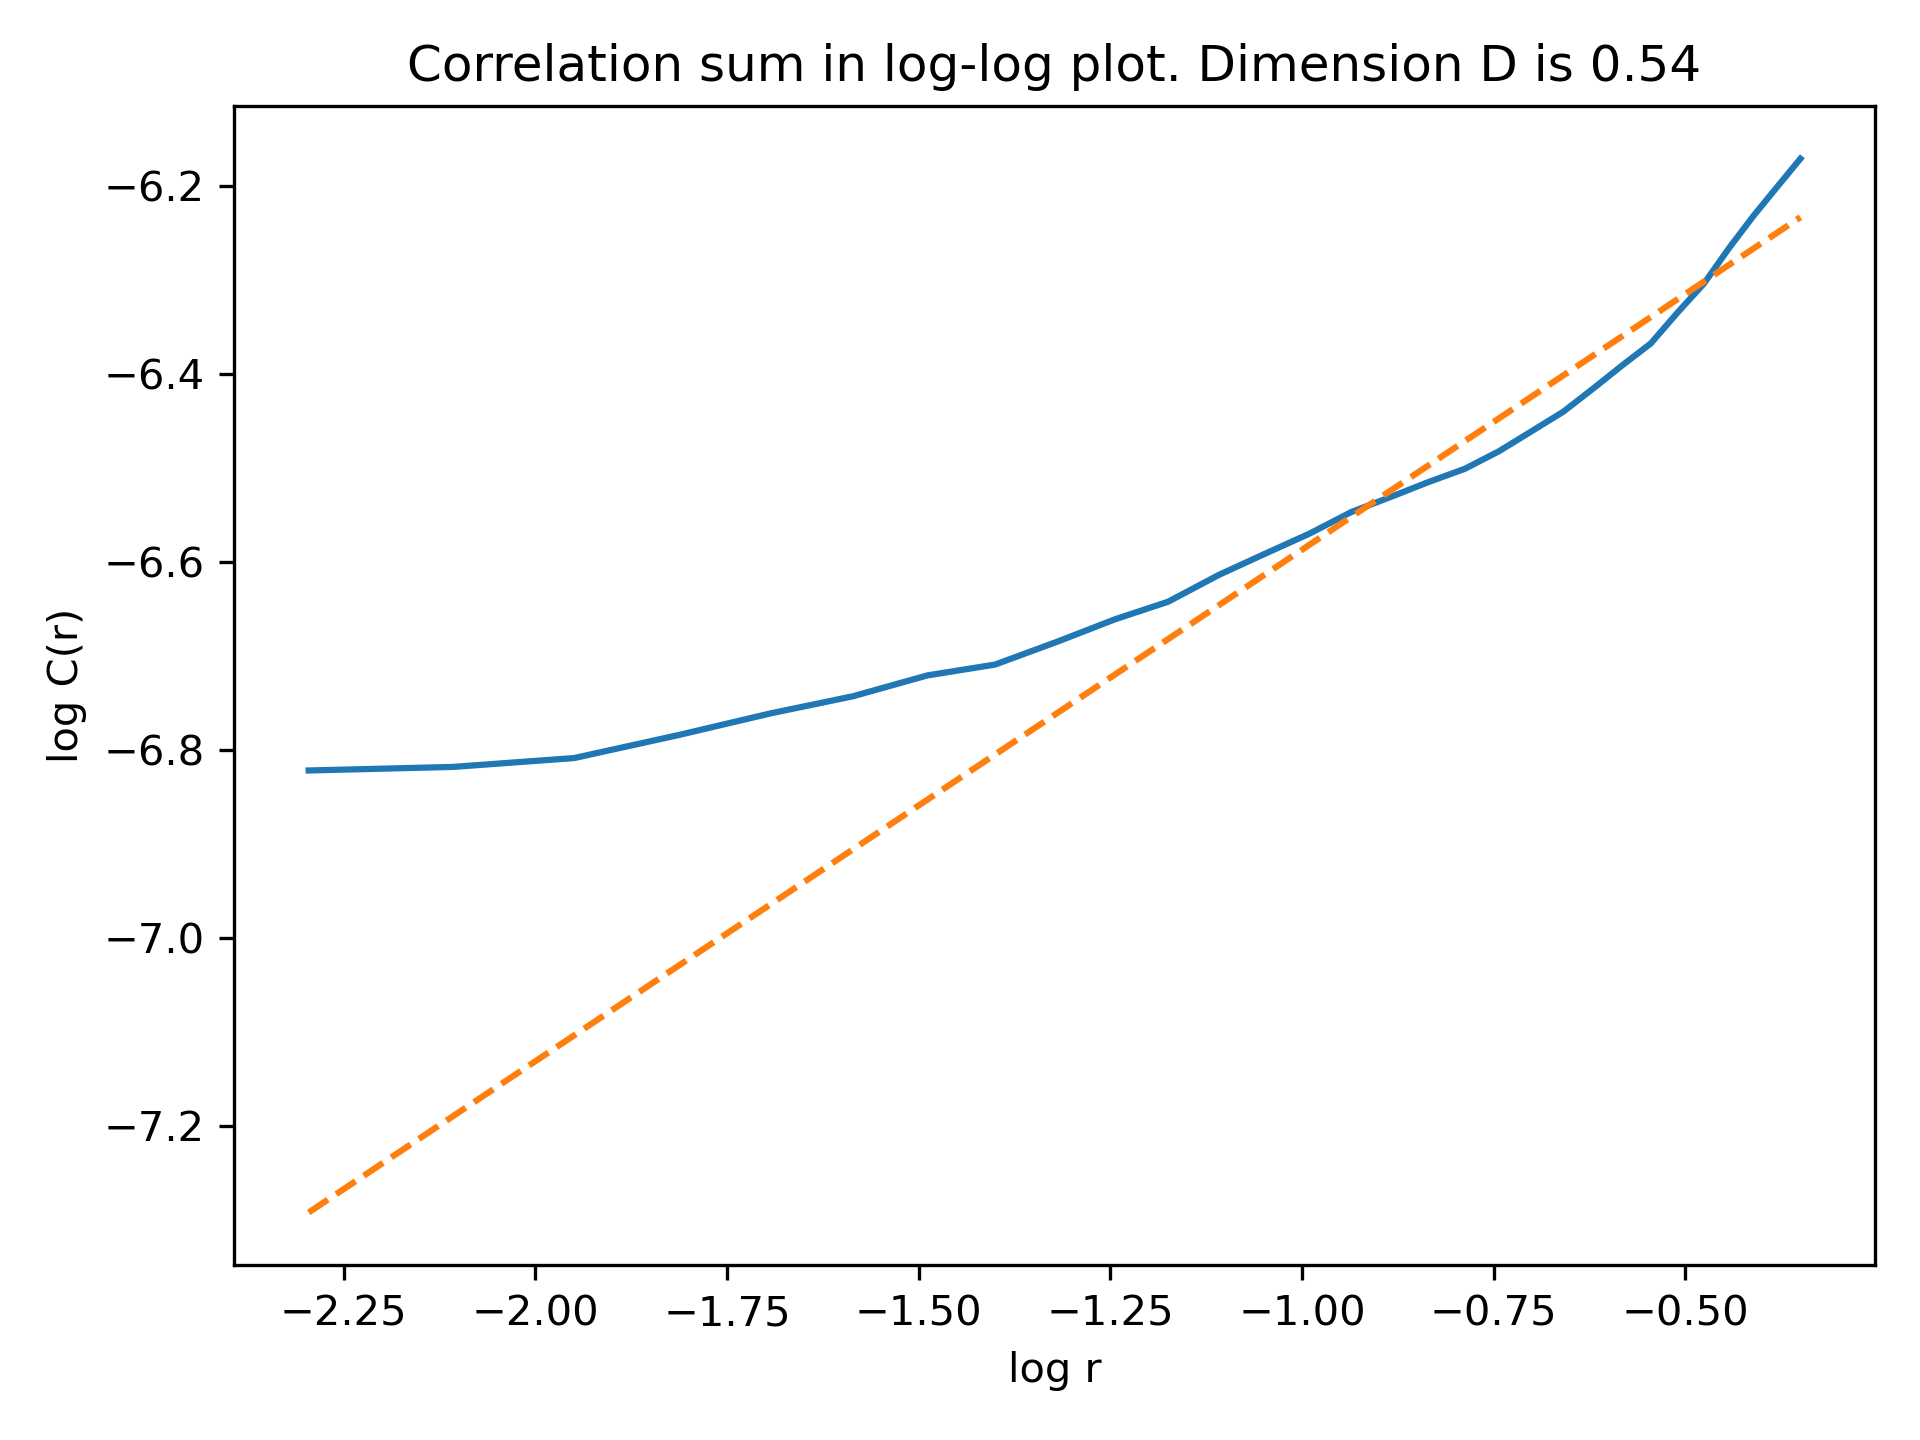 Correlation sum in log-log plot. Dimension D is 0.54
−6.2
−6.4
−6.6
−6.8
−7.0
−7.2
log C(r)
−2.25 −2.00 −1.75 −1.50 −1.25 −1.00 −0.75 −0.50
log r